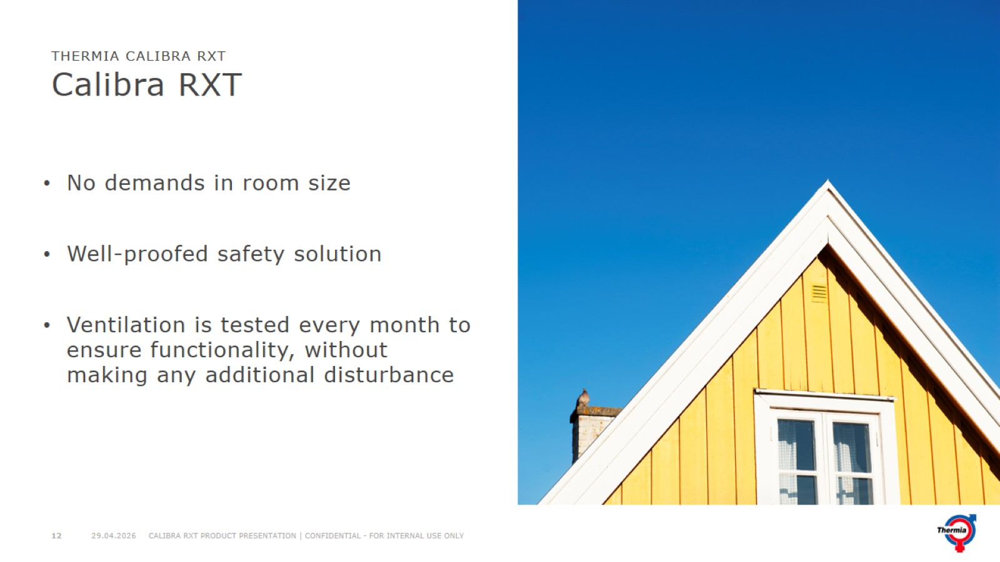 THERMIA CALIBRA RXT
Calibra RXT
• No demands in room size
• Well-proofed safety solution
• Ventilation is tested every month to
ensure functionality, without
making any additional disturbance
12 29.04.2026 CALIBRA RXT PRODUCT PRESENTATION | CONFIDENTIAL - FOR INTERNAL USE ONLY
Thermia